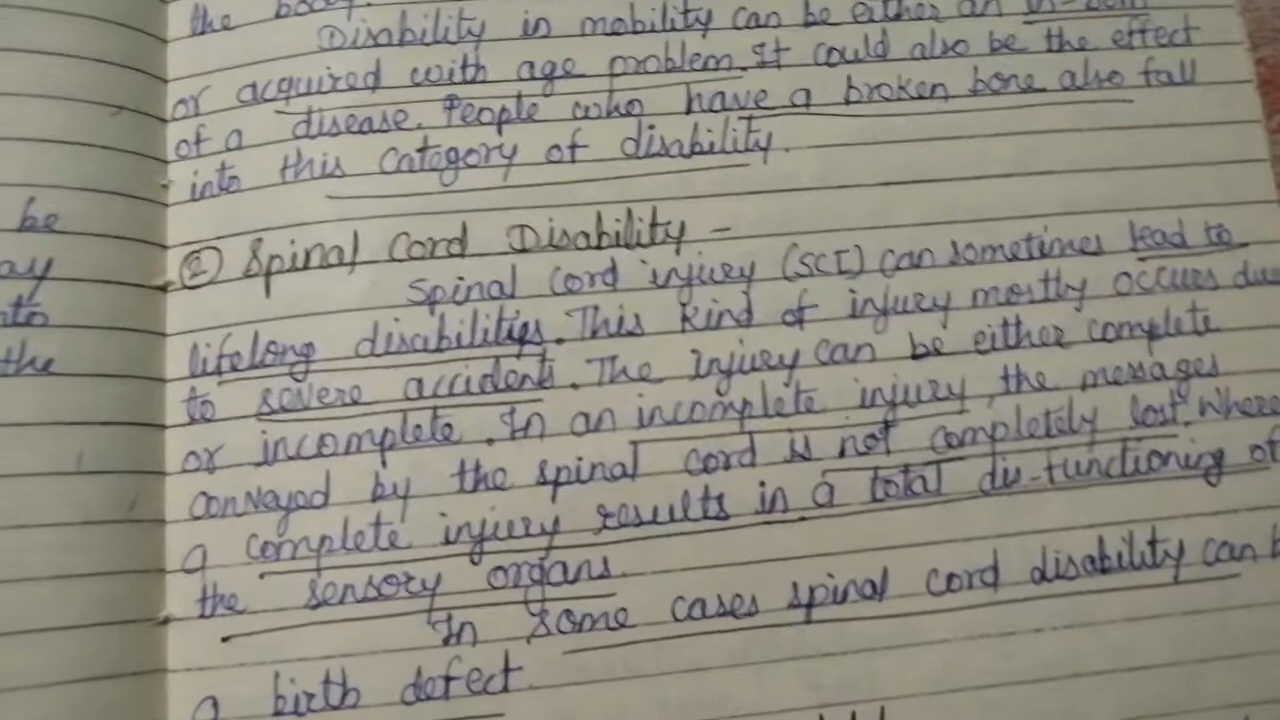 the body.
Disability in mobility can be either an in-born
or acquired with age problem. It could also be the effect
of a disease. People who have a broken bone also fall
into this category of disability.
② Spinal Cord Disability -
Spinal cord injury (SCI) can sometimes lead to
lifelong disabilities. This kind of injury mostly occurs due
to severe accidents. The injury can be either complete
or incomplete. In an incomplete injury, the messages
conveyed by the spinal cord is not completely lost. Where
a complete injury results in a total dis-functioning of
the sensory organs.
In some cases spinal cord disability can b
a birth defect.
be
ay
to
the